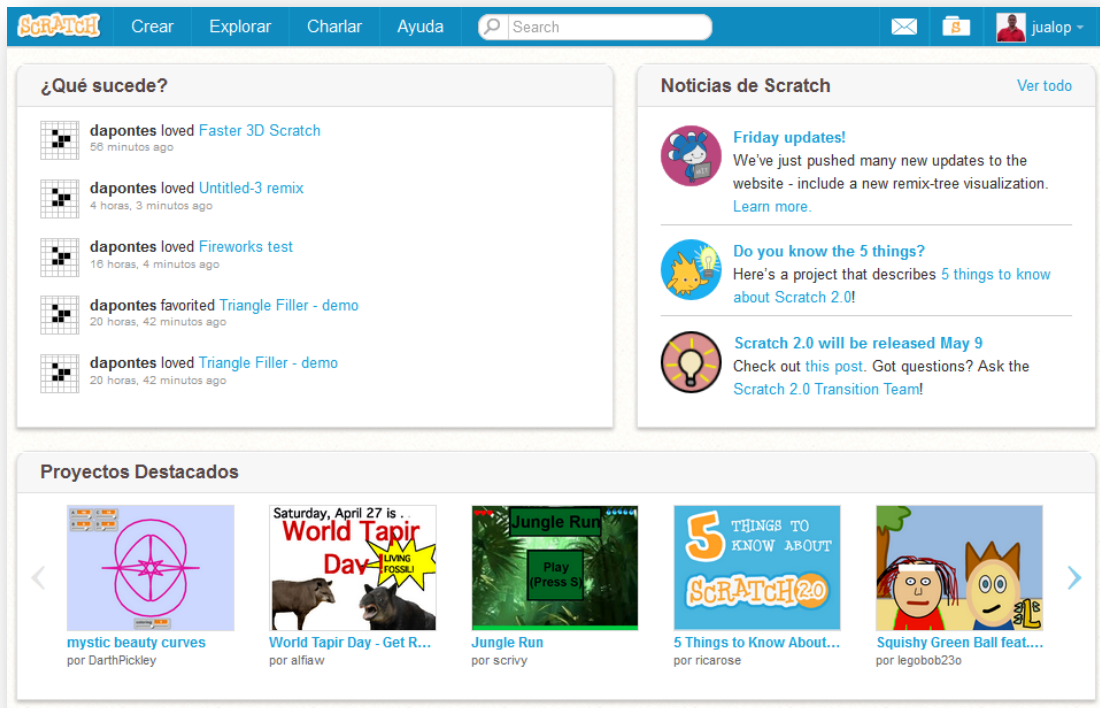 SCRATCH Crear Explorar Charlar Ayuda Search jualop
¿Qué sucede?
dapontes loved Faster 3D Scratch
56 minutos ago
dapontes loved Untitled-3 remix
4 horas, 3 minutos ago
dapontes loved Fireworks test
16 horas, 4 minutos ago
dapontes favorited Triangle Filler - demo
20 horas, 42 minutos ago
dapontes loved Triangle Filler - demo
20 horas, 42 minutos ago
Noticias de Scratch Ver todo
Friday updates!
We've just pushed many new updates to the
website - include a new remix-tree visualization.
Learn more.
Do you know the 5 things?
Here's a project that describes 5 things to know
about Scratch 2.0!
Scratch 2.0 will be released May 9
Check out this post. Got questions? Ask the
Scratch 2.0 Transition Team!
Proyectos Destacados
mystic beauty curves
por DarthPickley
Saturday, April 27 is . .
World Tapir
Day !
LIVING
FOSSIL!
World Tapir Day - Get R...
por alfiaw
Jungle Run
Play
(Press S)
Jungle Run
por scrivy
5 THINGS TO
KNOW ABOUT
SCRATCH 2.0
5 Things to Know About...
por ricarose
Squishy Green Ball feat....
por legobob23o